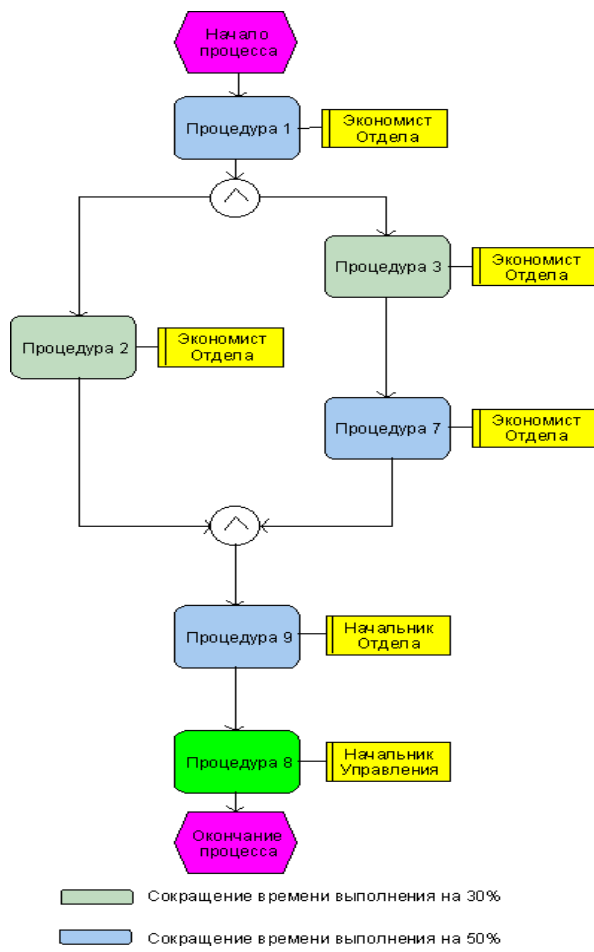 Начало
процесса
Процедура 1
Экономист
Отдела
Процедура 3
Экономист
Отдела
Процедура 2
Экономист
Отдела
Процедура 7
Экономист
Отдела
Процедура 9
Начальник
Отдела
Процедура 8
Начальник
Управления
Окончание
процесса
Сокращение времени выполнения на 30%
Сокращение времени выполнения на 50%